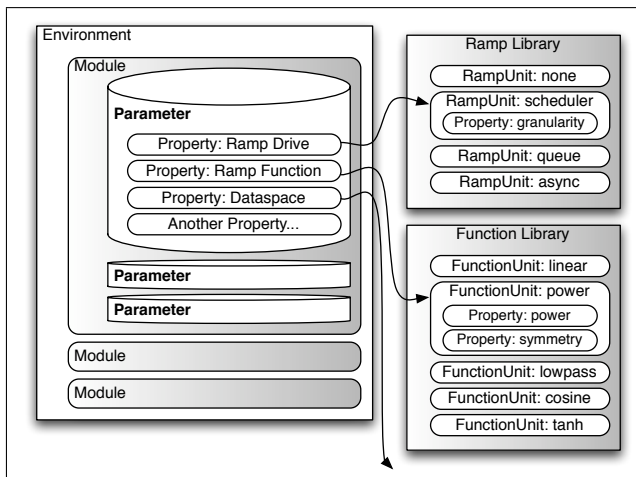 Environment
Module
Parameter
Property: Ramp Drive
Property: Ramp Function
Property: Dataspace
Another Property...
Parameter
Parameter
Module
Module
Ramp Library
RampUnit: none
RampUnit: scheduler
Property: granularity
RampUnit: queue
RampUnit: async
Function Library
FunctionUnit: linear
FunctionUnit: power
Property: power
Property: symmetry
FunctionUnit: lowpass
FunctionUnit: cosine
FunctionUnit: tanh